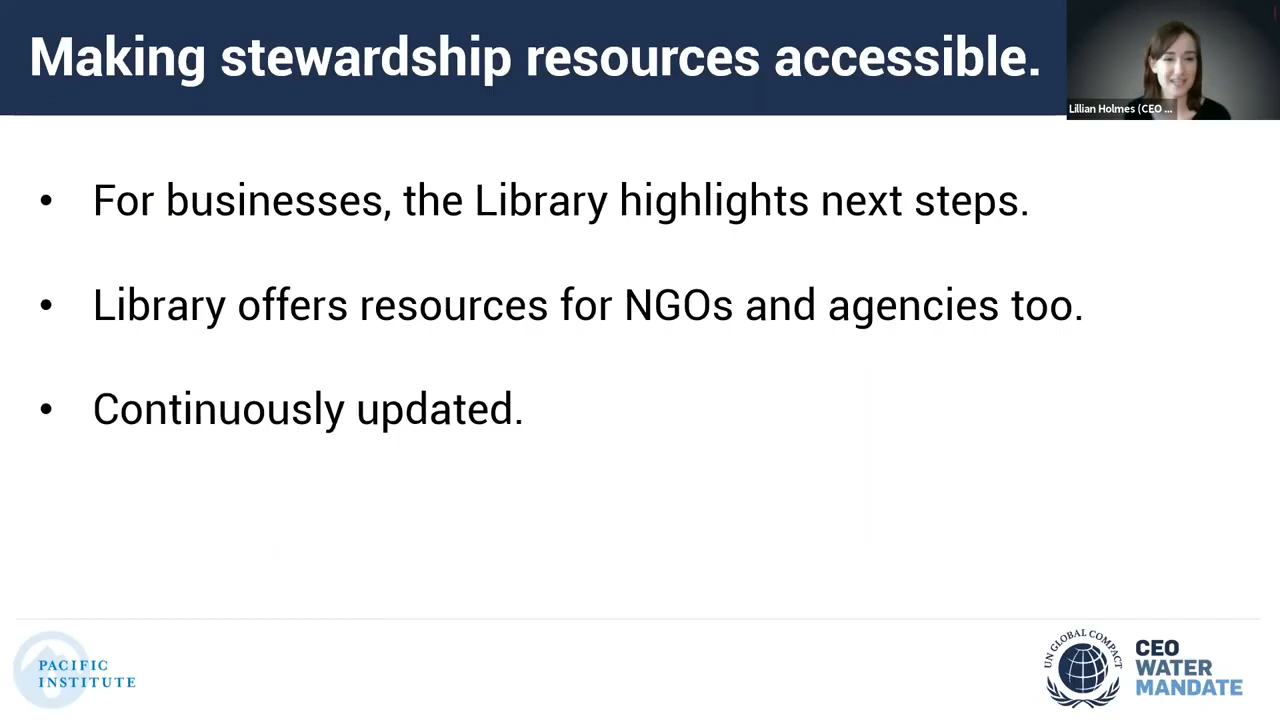 Making stewardship resources accessible.
Lillian Holmes (CEO ...
• For businesses, the Library highlights next steps.
• Library offers resources for NGOs and agencies too.
• Continuously updated.
PACIFIC
INSTITUTE
UN GLOBAL COMPACT
CEO
WATER
MANDATE